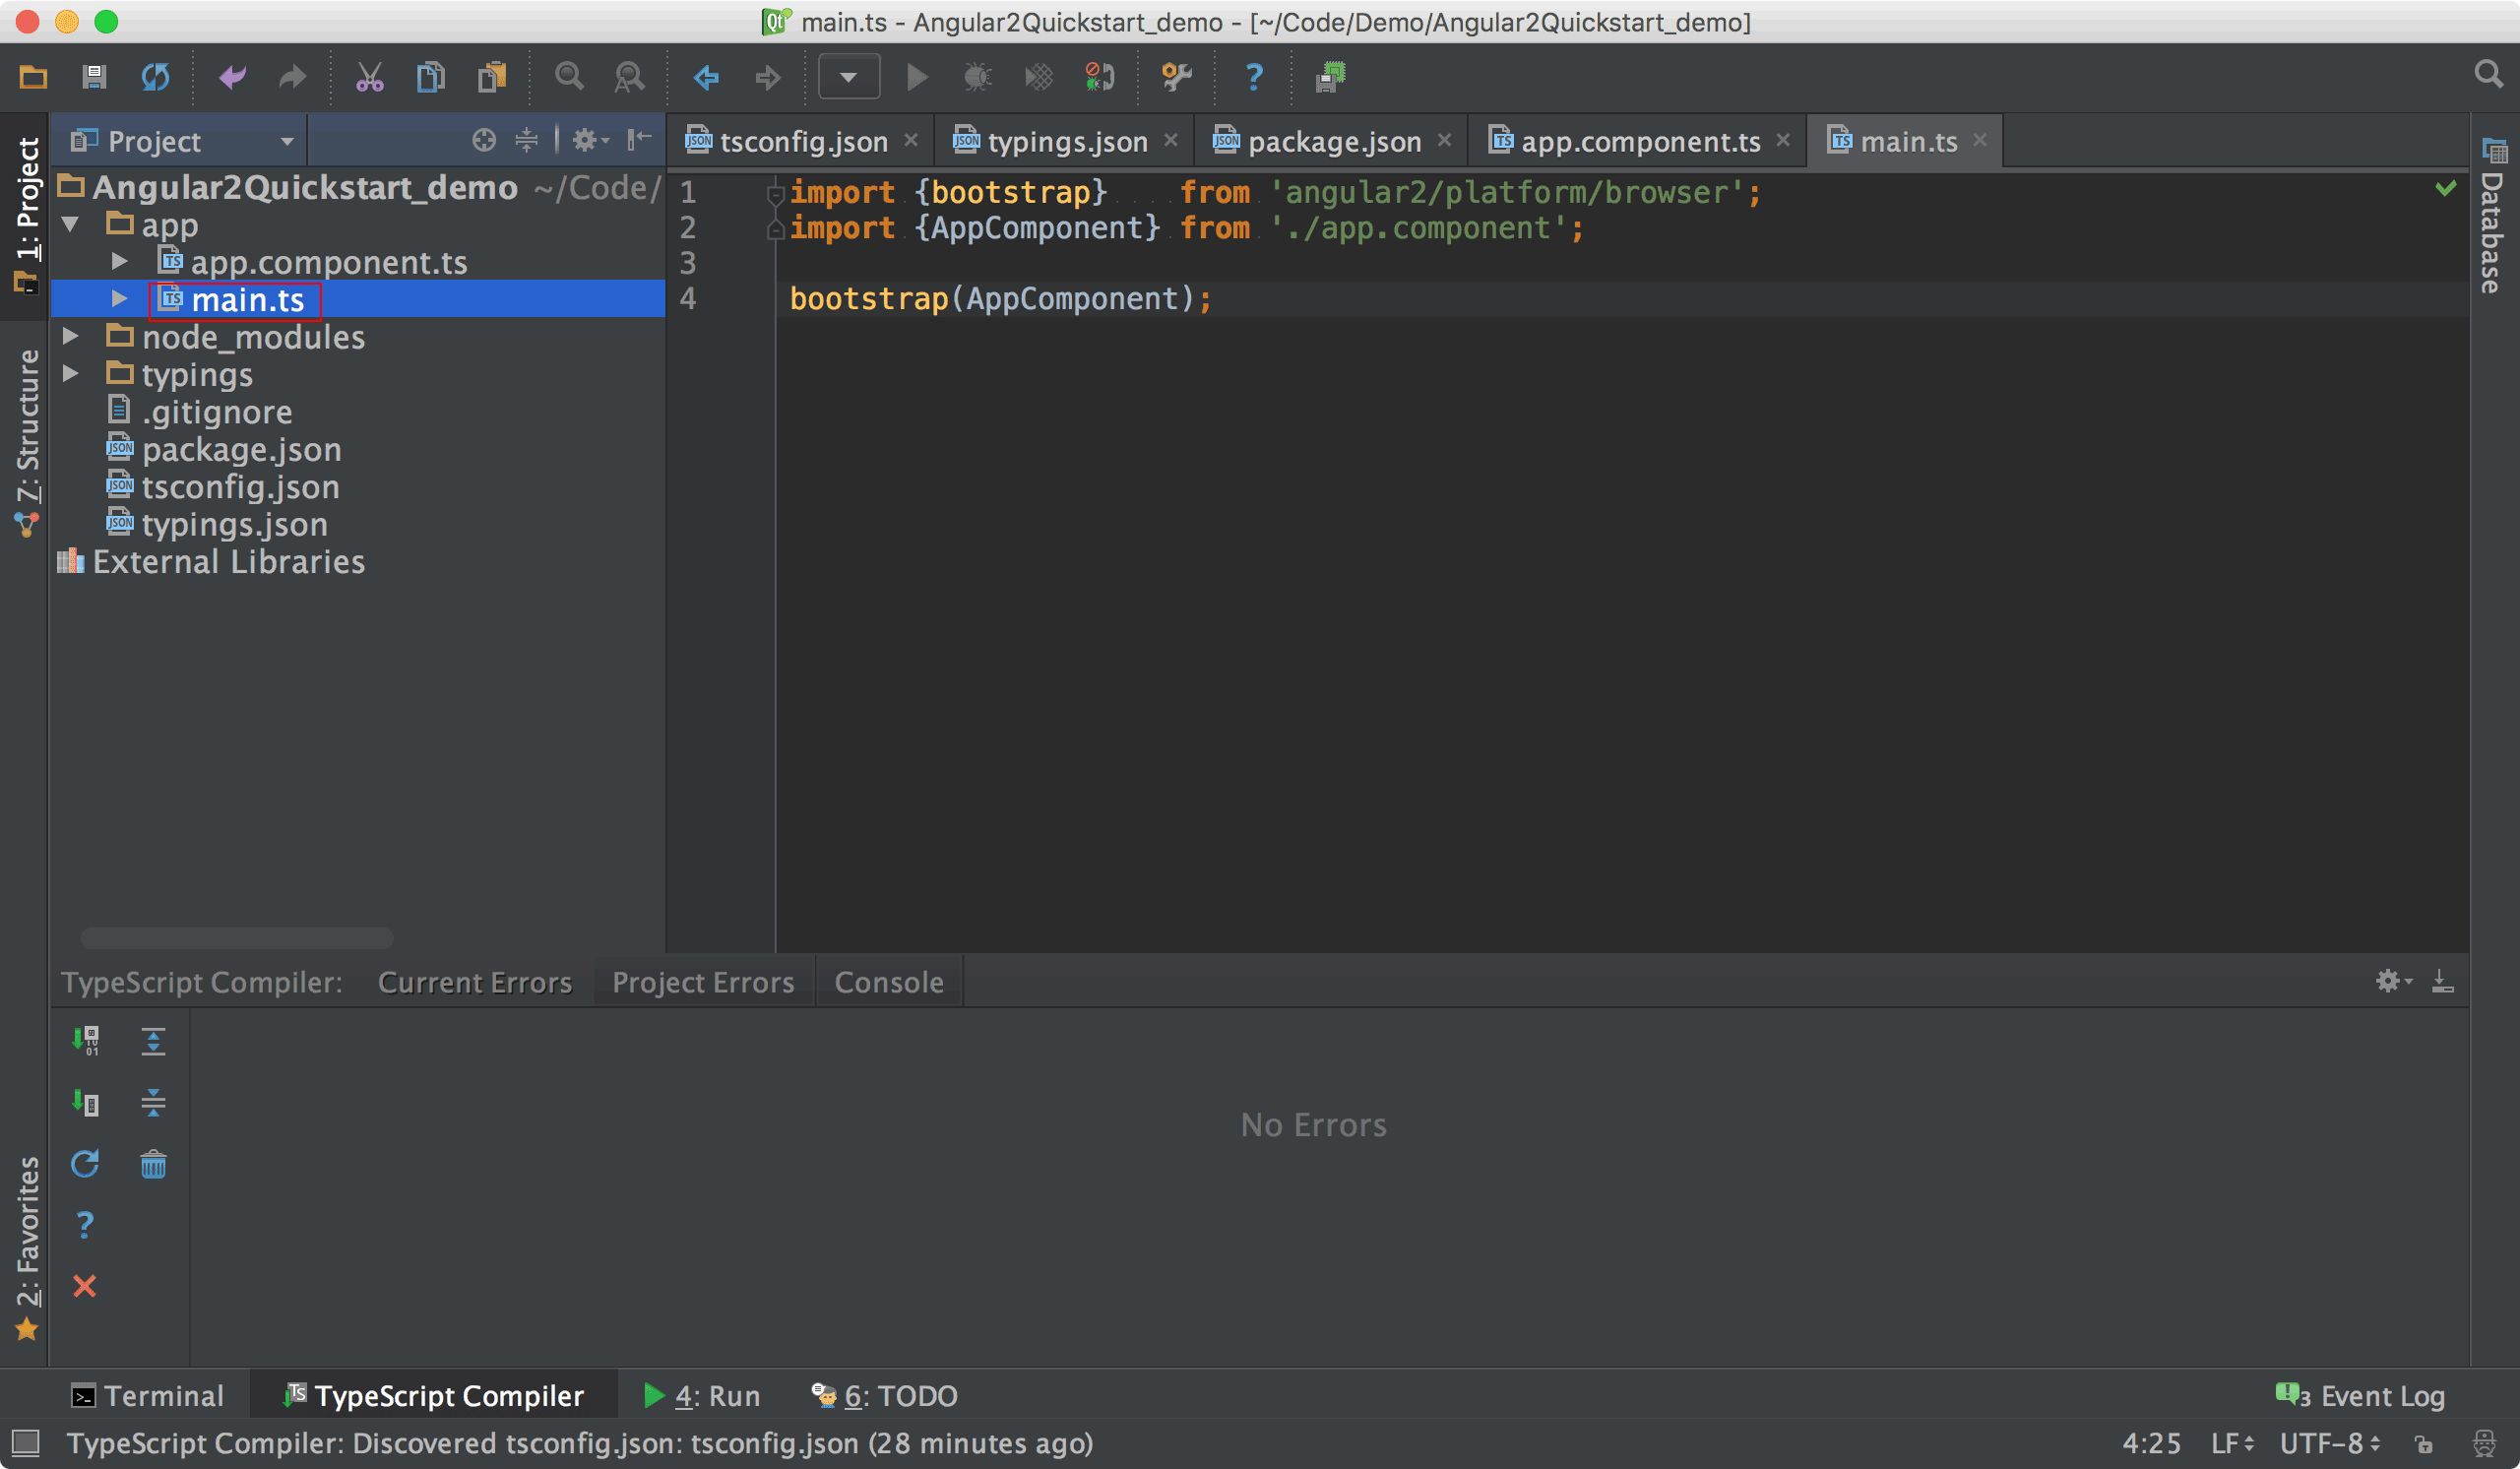 main.ts - Angular2Quickstart_demo - [~/Code/Demo/Angular2Quickstart_demo]
Project
tsconfig.json
typings.json
package.json
app.component.ts
main.ts
1: Project
7: Structure
2: Favorites
Database
Angular2Quickstart_demo ~/Code/
app
app.component.ts
main.ts
node_modules
typings
.gitignore
package.json
tsconfig.json
typings.json
External Libraries
1 import {bootstrap}    from 'angular2/platform/browser';
2 import {AppComponent} from './app.component';
3
4 bootstrap(AppComponent);
TypeScript Compiler: Current Errors Project Errors Console
No Errors
Terminal TypeScript Compiler 4: Run 6: TODO 3 Event Log
TypeScript Compiler: Discovered tsconfig.json: tsconfig.json (28 minutes ago) 4:25 LF UTF-8